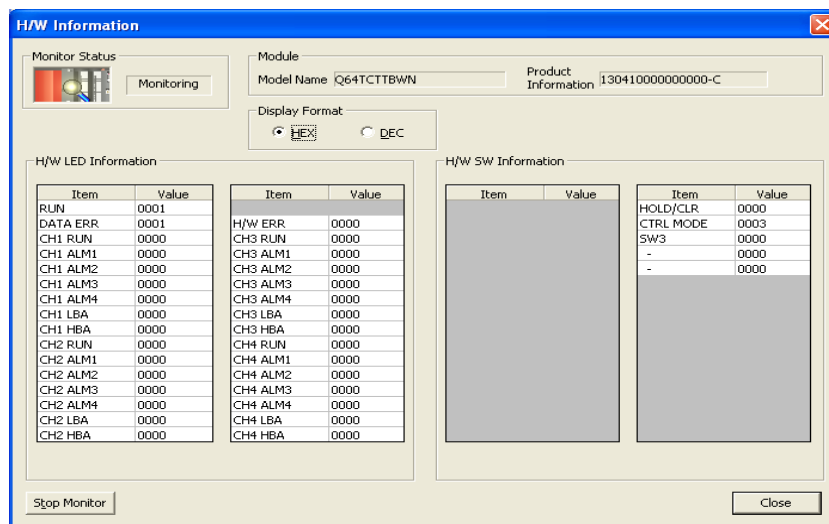 H/W Information
Monitor Status
Monitoring
Module
Model Name Q64TCTTBWN
Product Information 130410000000000-C
Display Format
HEX DEC
H/W LED Information
Item Value Item Value
RUN 0001
DATA ERR 0001 H/W ERR 0000
CH1 RUN 0000 CH3 RUN 0000
CH1 ALM1 0000 CH3 ALM1 0000
CH1 ALM2 0000 CH3 ALM2 0000
CH1 ALM3 0000 CH3 ALM3 0000
CH1 ALM4 0000 CH3 ALM4 0000
CH1 LBA 0000 CH3 LBA 0000
CH1 HBA 0000 CH3 HBA 0000
CH2 RUN 0000 CH4 RUN 0000
CH2 ALM1 0000 CH4 ALM1 0000
CH2 ALM2 0000 CH4 ALM2 0000
CH2 ALM3 0000 CH4 ALM3 0000
CH2 ALM4 0000 CH4 ALM4 0000
CH2 LBA 0000 CH4 LBA 0000
CH2 HBA 0000 CH4 HBA 0000
H/W SW Information
Item Value Item Value
HOLD/CLR 0000
CTRL MODE 0003
SW3 0000
- 0000
- 0000
Stop Monitor
Close